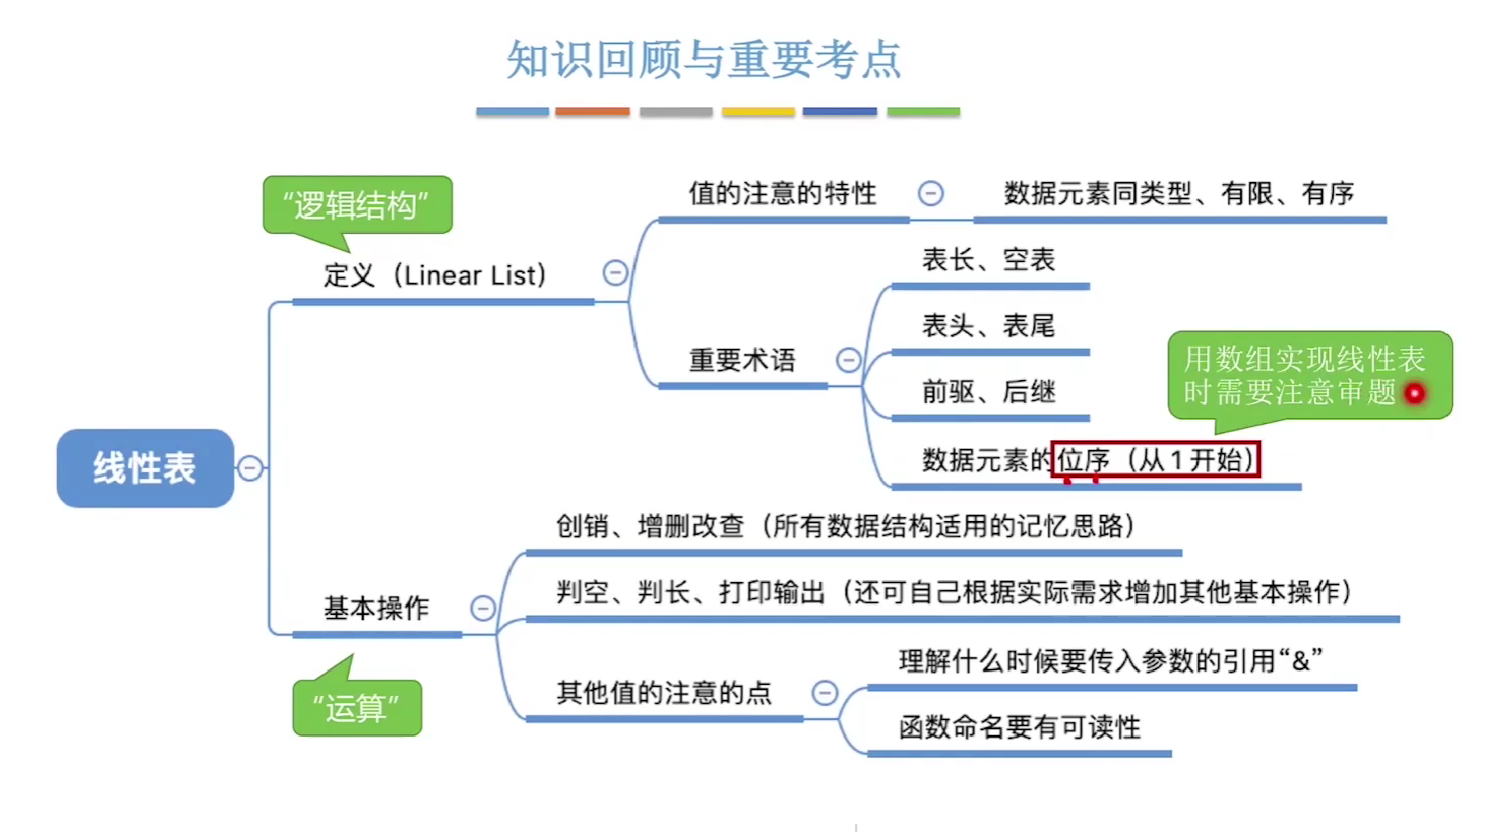 知识回顾与重要考点
“逻辑结构”
值的注意的特性
数据元素同类型、有限、有序
定义（Linear List）
表长、空表
表头、表尾
重要术语
用数组实现线性表
时需要注意审题
前驱、后继
数据元素的位序（从1开始）
线性表
创销、增删改查（所有数据结构适用的记忆思路）
判空、判长、打印输出（还可自己根据实际需求增加其他基本操作）
基本操作
理解什么时候要传入参数的引用“&”
其他值的注意的点
“运算”
函数命名要有可读性